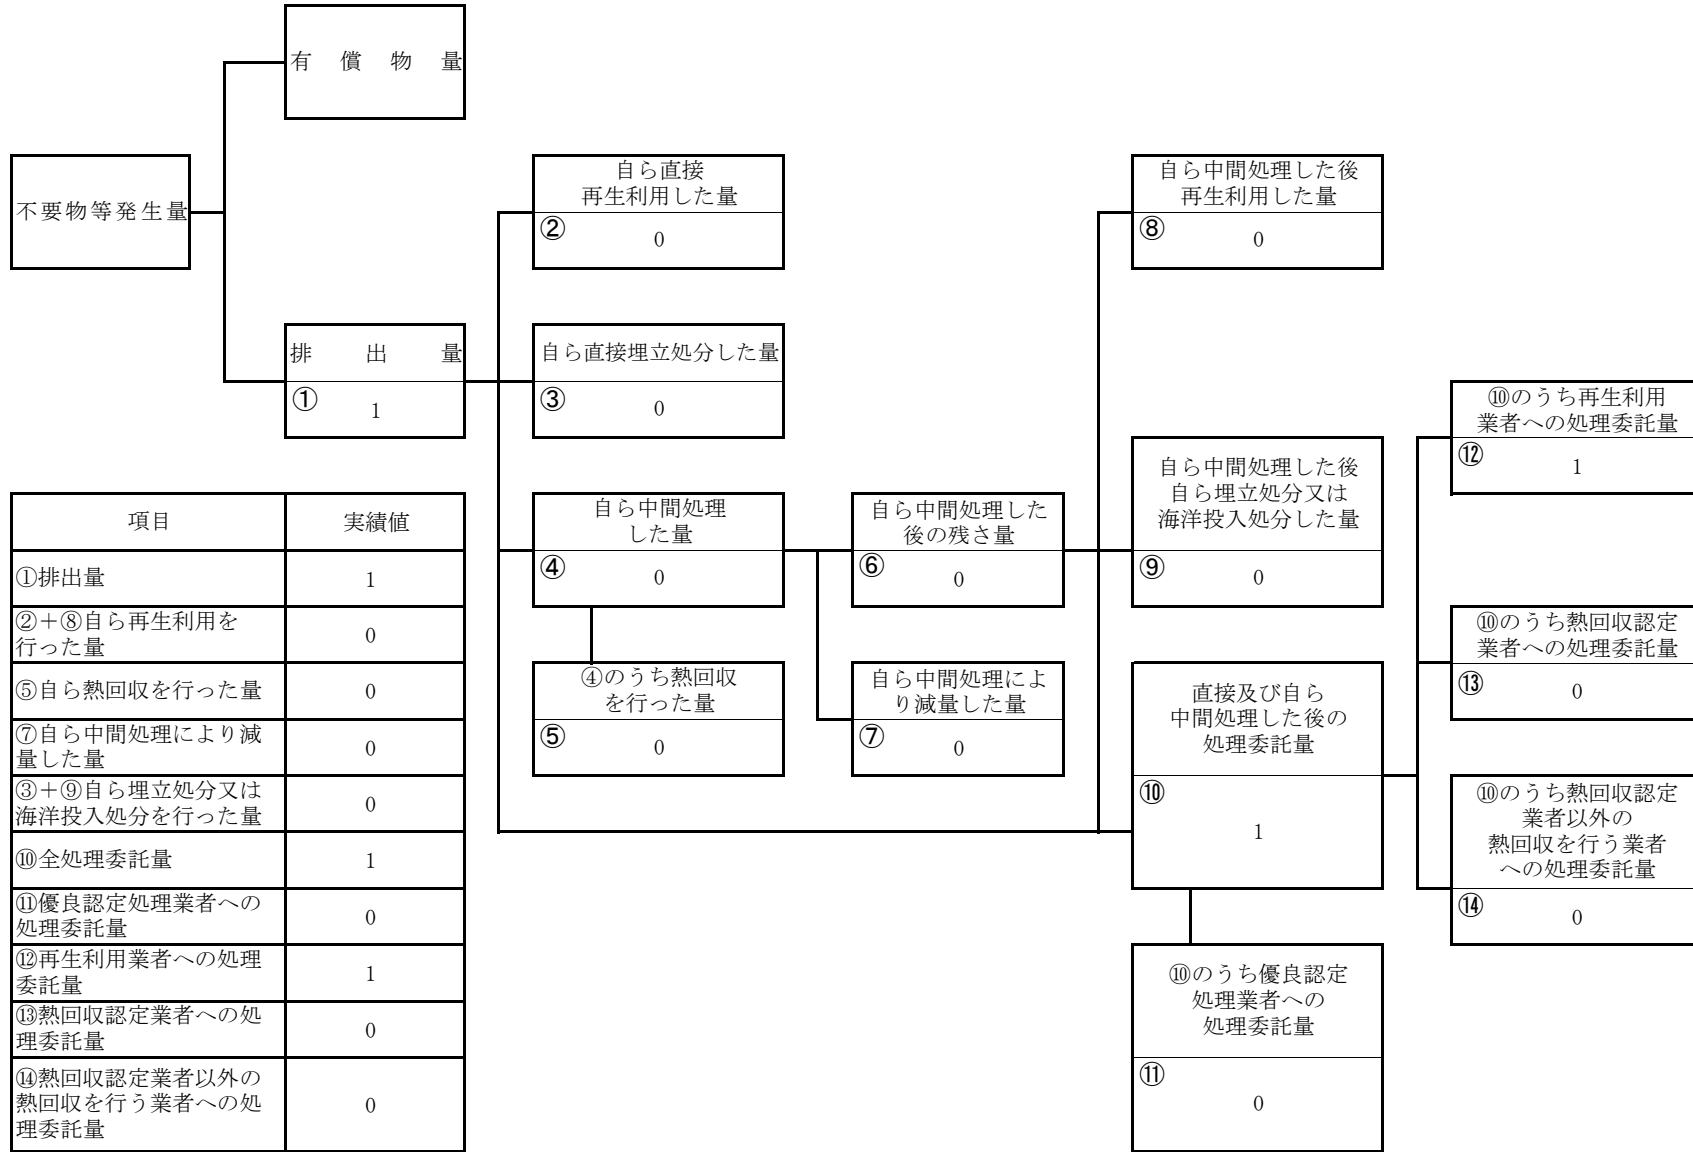 有償物量
不要物等発生量
排出量
①
1
自ら直接
再生利用した量
②
0
自ら直接埋立処分した量
③
0
自ら中間処理
した量
④
0
④のうち熱回収
を行った量
⑤
0
自ら中間処理した
後の残さ量
⑥
0
自ら中間処理によ
り減量した量
⑦
0
自ら中間処理した後
再生利用した量
⑧
0
自ら中間処理した後
自ら埋立処分又は
海洋投入処分した量
⑨
0
直接及び自ら
中間処理した後の
処理委託量
⑩
1
⑩のうち優良認定
処理業者への
処理委託量
⑪
0
⑩のうち再生利用
業者への処理委託量
⑫
1
⑩のうち熱回収認定
業者への処理委託量
⑬
0
⑩のうち熱回収認定
業者以外の
熱回収を行う業者
への処理委託量
⑭
0
項目 実績値
①排出量 1
②＋⑧自ら再生利用を
行った量 0
⑤自ら熱回収を行った量 0
⑦自ら中間処理により減
量した量 0
③＋⑨自ら埋立処分又は
海洋投入処分を行った量 0
⑩全処理委託量 1
⑪優良認定処理業者への
処理委託量 0
⑫再生利用業者への処理
委託量 1
⑬熱回収認定業者への処
理委託量 0
⑭熱回収認定業者以外の
熱回収を行う業者への処
理委託量 0